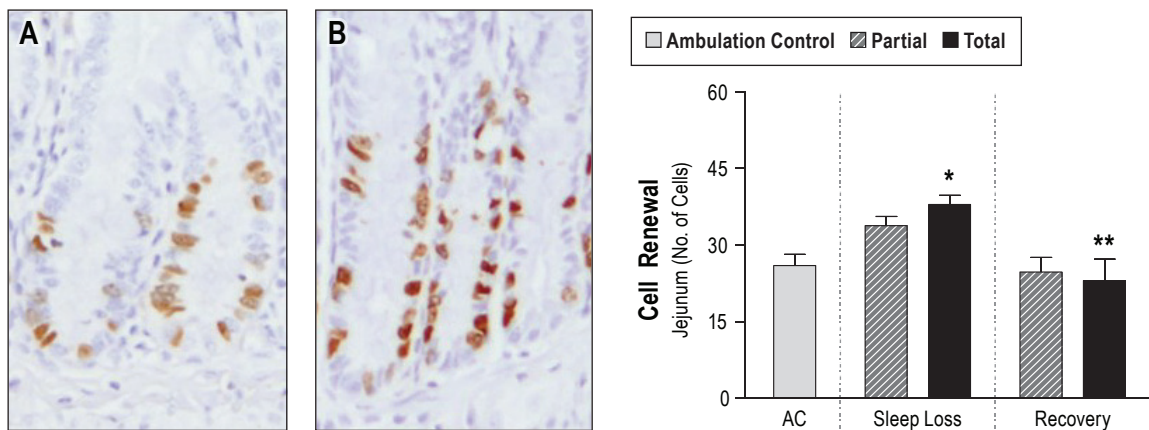 A
B
Ambulation Control Partial Total
60
45
30
15
0
Cell Renewal
Jejunum (No. of Cells)
*
**
AC Sleep Loss Recovery